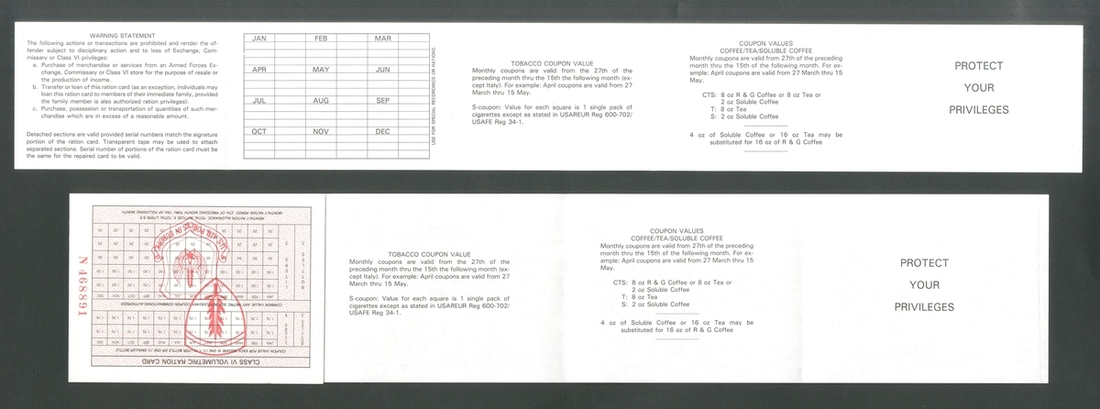 WARNING STATEMENT
The following actions or transactions are prohibited and render the of-
fender subject to disciplinary action and to loss of Exchange, Com-
missary or Class VI privileges:
a. Purchase of merchandise or services from an Armed Forces Ex-
change, Commissary or Class VI store for the purpose of resale or
the production of income.
b. Transfer or loan of this ration card (as an exception, individuals may
loan this ration card to members of their immediate family, provided
the family member is also authorized ration privileges).
c. Purchase, possession or transportation of quantities of such mer-
chandise which are in excess of a reasonable amount.
Detached sections are valid provided serial numbers match the signature
portion of the ration card. Transparent tape may be used to attach
separated sections. Serial number of portions of the ration card must be
the same for the repaired card to be valid.
JAN FEB MAR
APR MAY JUN
JUL AUG SEP
OCT NOV DEC
USE FOR SPECIAL RECORDINGS OR RATIONS.
TOBACCO COUPON VALUE
Monthly coupons are valid from the 27th of the
preceding month thru the 15th the following month (ex-
cept Italy). For example: April coupons are valid from 27
March thru 15 May.
S-coupon: Value for each square is 1 single pack of
cigarettes except as stated in USAREUR Reg 600-702/
USAFE Reg 34-1.
COUPON VALUES
COFFEE/TEA/SOLUBLE COFFEE
Monthly coupons are valid from 27th of the preceding
month thru the 15th of the following month. For ex-
ample: April coupons are valid from 27 March thru 15
May.
CTS: 8 oz R & G Coffee or 8 oz Tea or
2 oz Soluble Coffee
T: 8 oz Tea
S: 2 oz Soluble Coffee
4 oz of Soluble Coffee or 16 oz Tea may be
substituted for 16 oz of R & G Coffee
PROTECT
YOUR
PRIVILEGES
N 468891
CLASS VI VOLUMETRIC RATION CARD
US FORCES IN EUROPE
TOBACCO COUPON VALUE
Monthly coupons are valid from the 27th of the
preceding month thru the 15th the following month (ex-
cept Italy). For example: April coupons are valid from 27
March thru 15 May.
S-coupon: Value for each square is 1 single pack of
cigarettes except as stated in USAREUR Reg 600-702/
USAFE Reg 34-1.
COUPON VALUES
COFFEE/TEA/SOLUBLE COFFEE
Monthly coupons are valid from 27th of the preceding
month thru the 15th of the following month. For ex-
ample: April coupons are valid from 27 March thru 15
May.
CTS: 8 oz R & G Coffee or 8 oz Tea or
2 oz Soluble Coffee
T: 8 oz Tea
S: 2 oz Soluble Coffee
4 oz of Soluble Coffee or 16 oz Tea may be
substituted for 16 oz of R & G Coffee
PROTECT
YOUR
PRIVILEGES